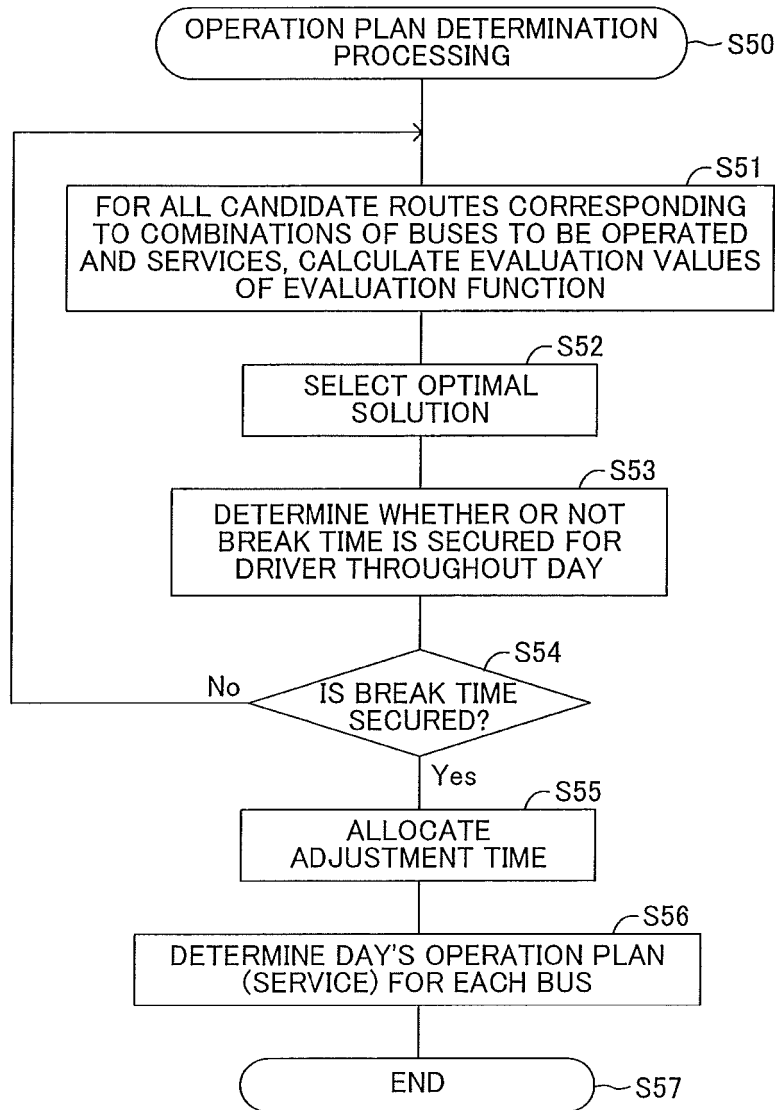 OPERATION PLAN DETERMINATION
PROCESSING
S50
S51
FOR ALL CANDIDATE ROUTES CORRESPONDING
TO COMBINATIONS OF BUSES TO BE OPERATED
AND SERVICES, CALCULATE EVALUATION VALUES
OF EVALUATION FUNCTION
S52
SELECT OPTIMAL
SOLUTION
S53
DETERMINE WHETHER OR NOT
BREAK TIME IS SECURED FOR
DRIVER THROUGHOUT DAY
S54
No
IS BREAK TIME
SECURED?
Yes
S55
ALLOCATE
ADJUSTMENT TIME
S56
DETERMINE DAY'S OPERATION PLAN
(SERVICE) FOR EACH BUS
END
S57